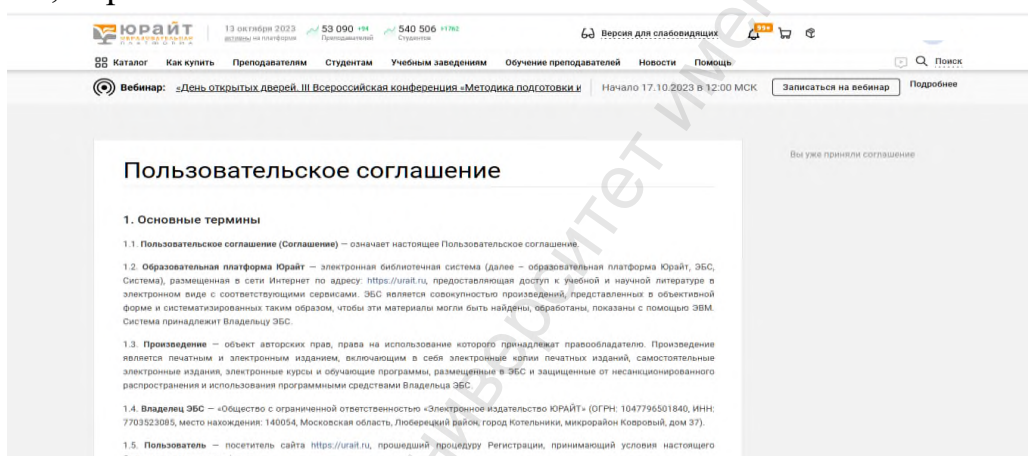 юрайт
ОБРАЗОВАТЕЛЬНАЯ
ПЛАТФОРМА
13 октября 2023
активны на платформе
53 090 +94
Преподавателей
540 506 +1762
Студентов
Версия для слабовидящих
99+
Каталог Как купить Преподавателям Студентам Учебным заведениям Обучение преподавателей Новости Помощь Поиск
Вебинар: «День открытых дверей. III Всероссийская конференция «Методика подготовки и Начало 17.10.2023 в 12:00 МСК Записаться на вебинар Подробнее
Вы уже приняли соглашение
Пользовательское соглашение
1. Основные термины
1.1. Пользовательское соглашение (Соглашение) — означает настоящее Пользовательское соглашение.
1.2. Образовательная платформа Юрайт — электронная библиотечная система (далее – образовательная платформа Юрайт, ЭБС,
Система), размещенная в сети Интернет по адресу: https://urait.ru, предоставляющая доступ к учебной и научной литературе в
электронном виде с соответствующими сервисами. ЭБС является совокупностью произведений, представленных в объективной
форме и систематизированных таким образом, чтобы эти материалы могли быть найдены, обработаны, показаны с помощью ЭВМ.
Система принадлежит Владельцу ЭБС.
1.3. Произведение — объект авторских прав, права на использование которого принадлежат правообладателю. Произведение
является печатным и электронным изданием, включающим в себя электронные копии печатных изданий, самостоятельные
электронные издания, электронные курсы и обучающие программы, размещенные в ЭБС и защищенные от несанкционированного
распространения и использования программными средствами Владельца ЭБС.
1.4. Владелец ЭБС — «Общество с ограниченной ответственностью «Электронное издательство ЮРАЙТ» (ОГРН: 1047796501840, ИНН:
7703523085, место нахождения: 140054, Московская область, Люберецкий район, город Котельники, микрорайон Ковровый, дом 37).
1.5. Пользователь — посетитель сайта https://urait.ru, прошедший процедуру Регистрации, принимающий условия настоящего